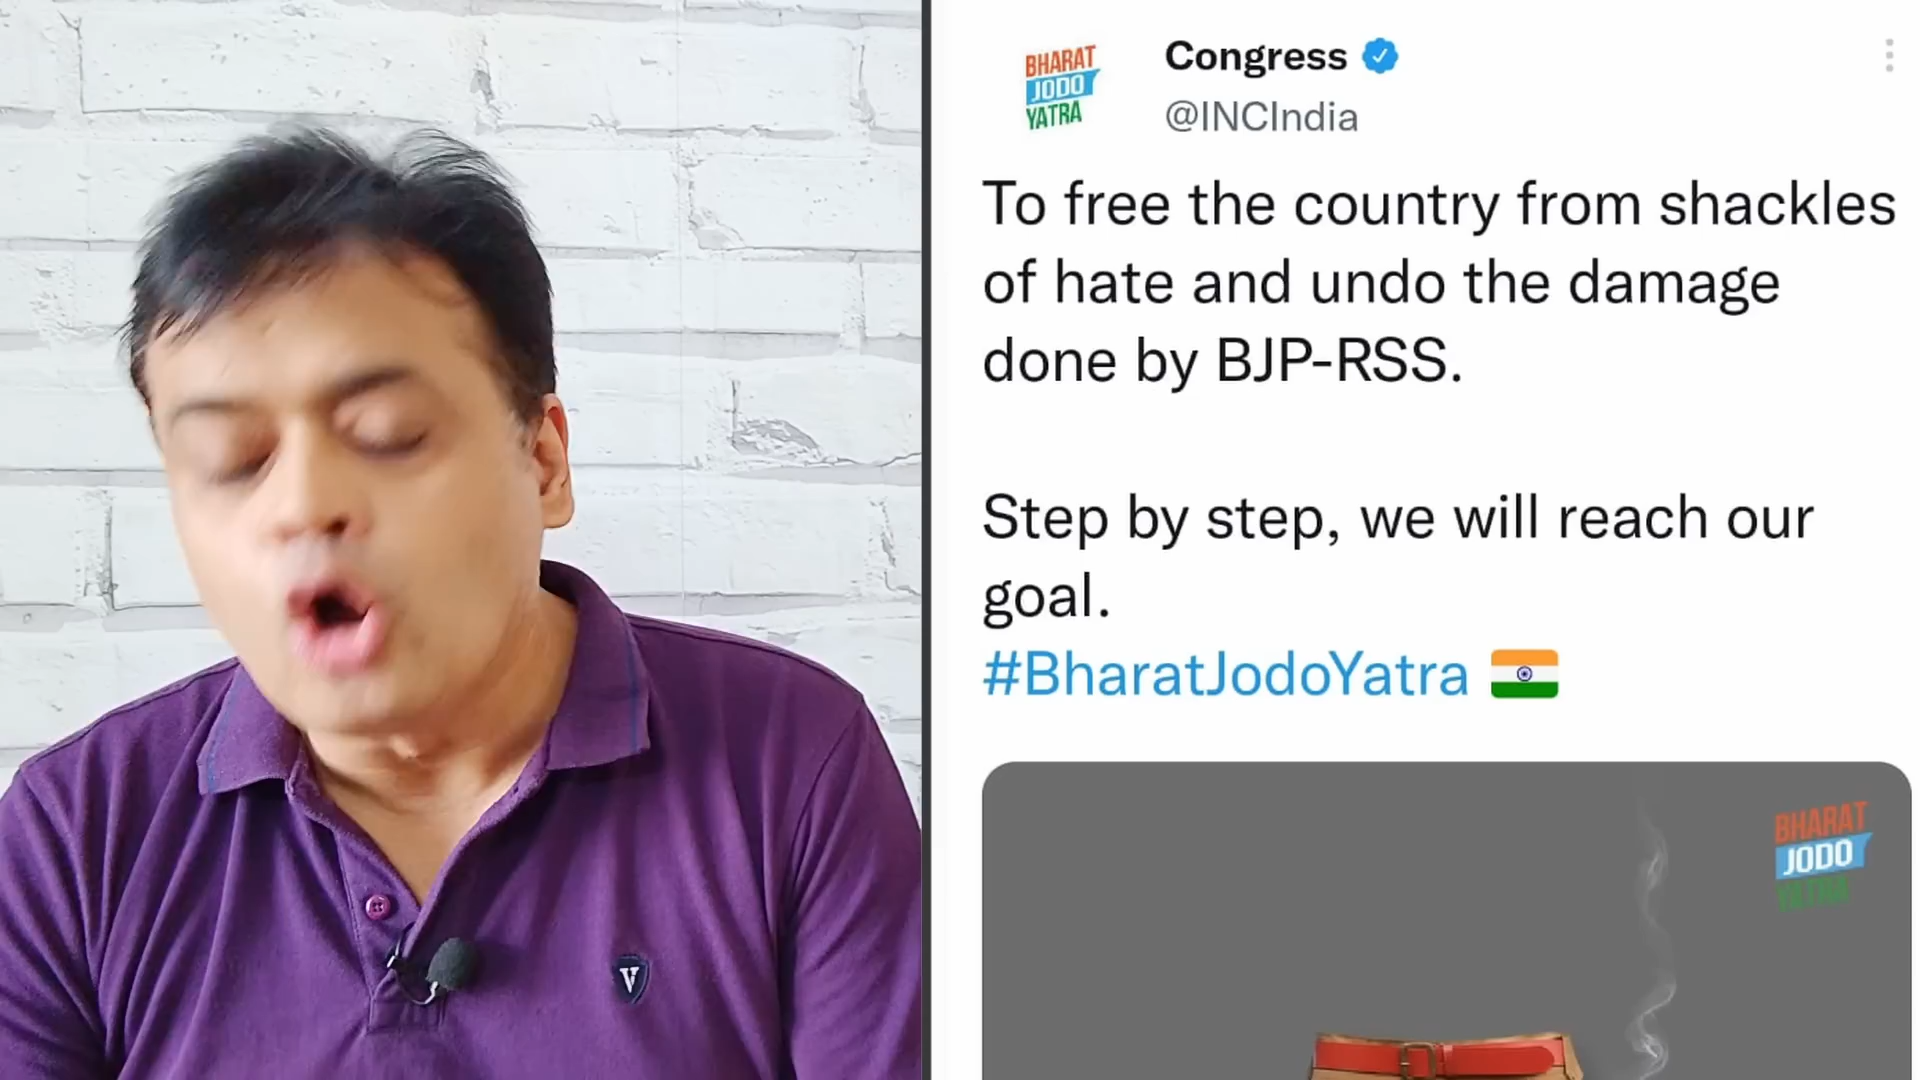 BHARAT
JODO
YATRA
Congress
@INCIndia
To free the country from shackles
of hate and undo the damage
done by BJP-RSS.
Step by step, we will reach our
goal.
#BharatJodoYatra
BHARAT
JODO
YATRA
V